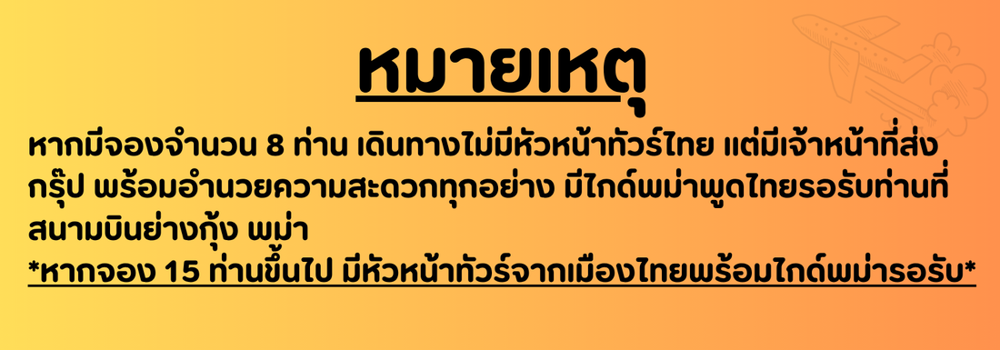 หมายเหตุ
หากมีจองจำนวน 8 ท่าน เดินทางไม่มีหัวหน้าทัวร์ไทย แต่มีเจ้าหน้าที่ส่ง
กรุ๊ป พร้อมอำนวยความสะดวกทุกอย่าง มีไกด์พม่าพูดไทยรอรับท่านที่
สนามบินย่างกุ้ง พม่า
*หากจอง 15 ท่านขึ้นไป มีหัวหน้าทัวร์จากเมืองไทยพร้อมไกด์พม่ารอรับ*